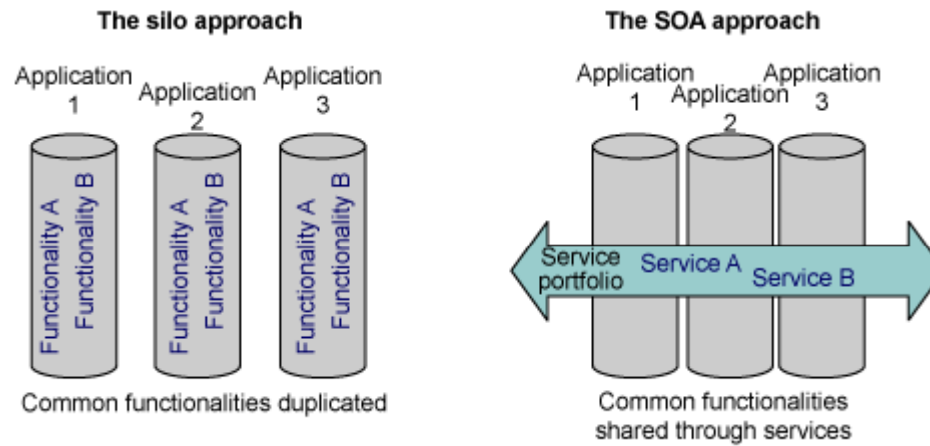 The silo approach
Application
1
Application
2
Application
3
Functionality A
Functionality B
Functionality A
Functionality B
Functionality A
Functionality B
Common functionalities duplicated
The SOA approach
Application
1
Application
2
Application
3
Service
portfolio
Service A
Service B
Common functionalities
shared through services